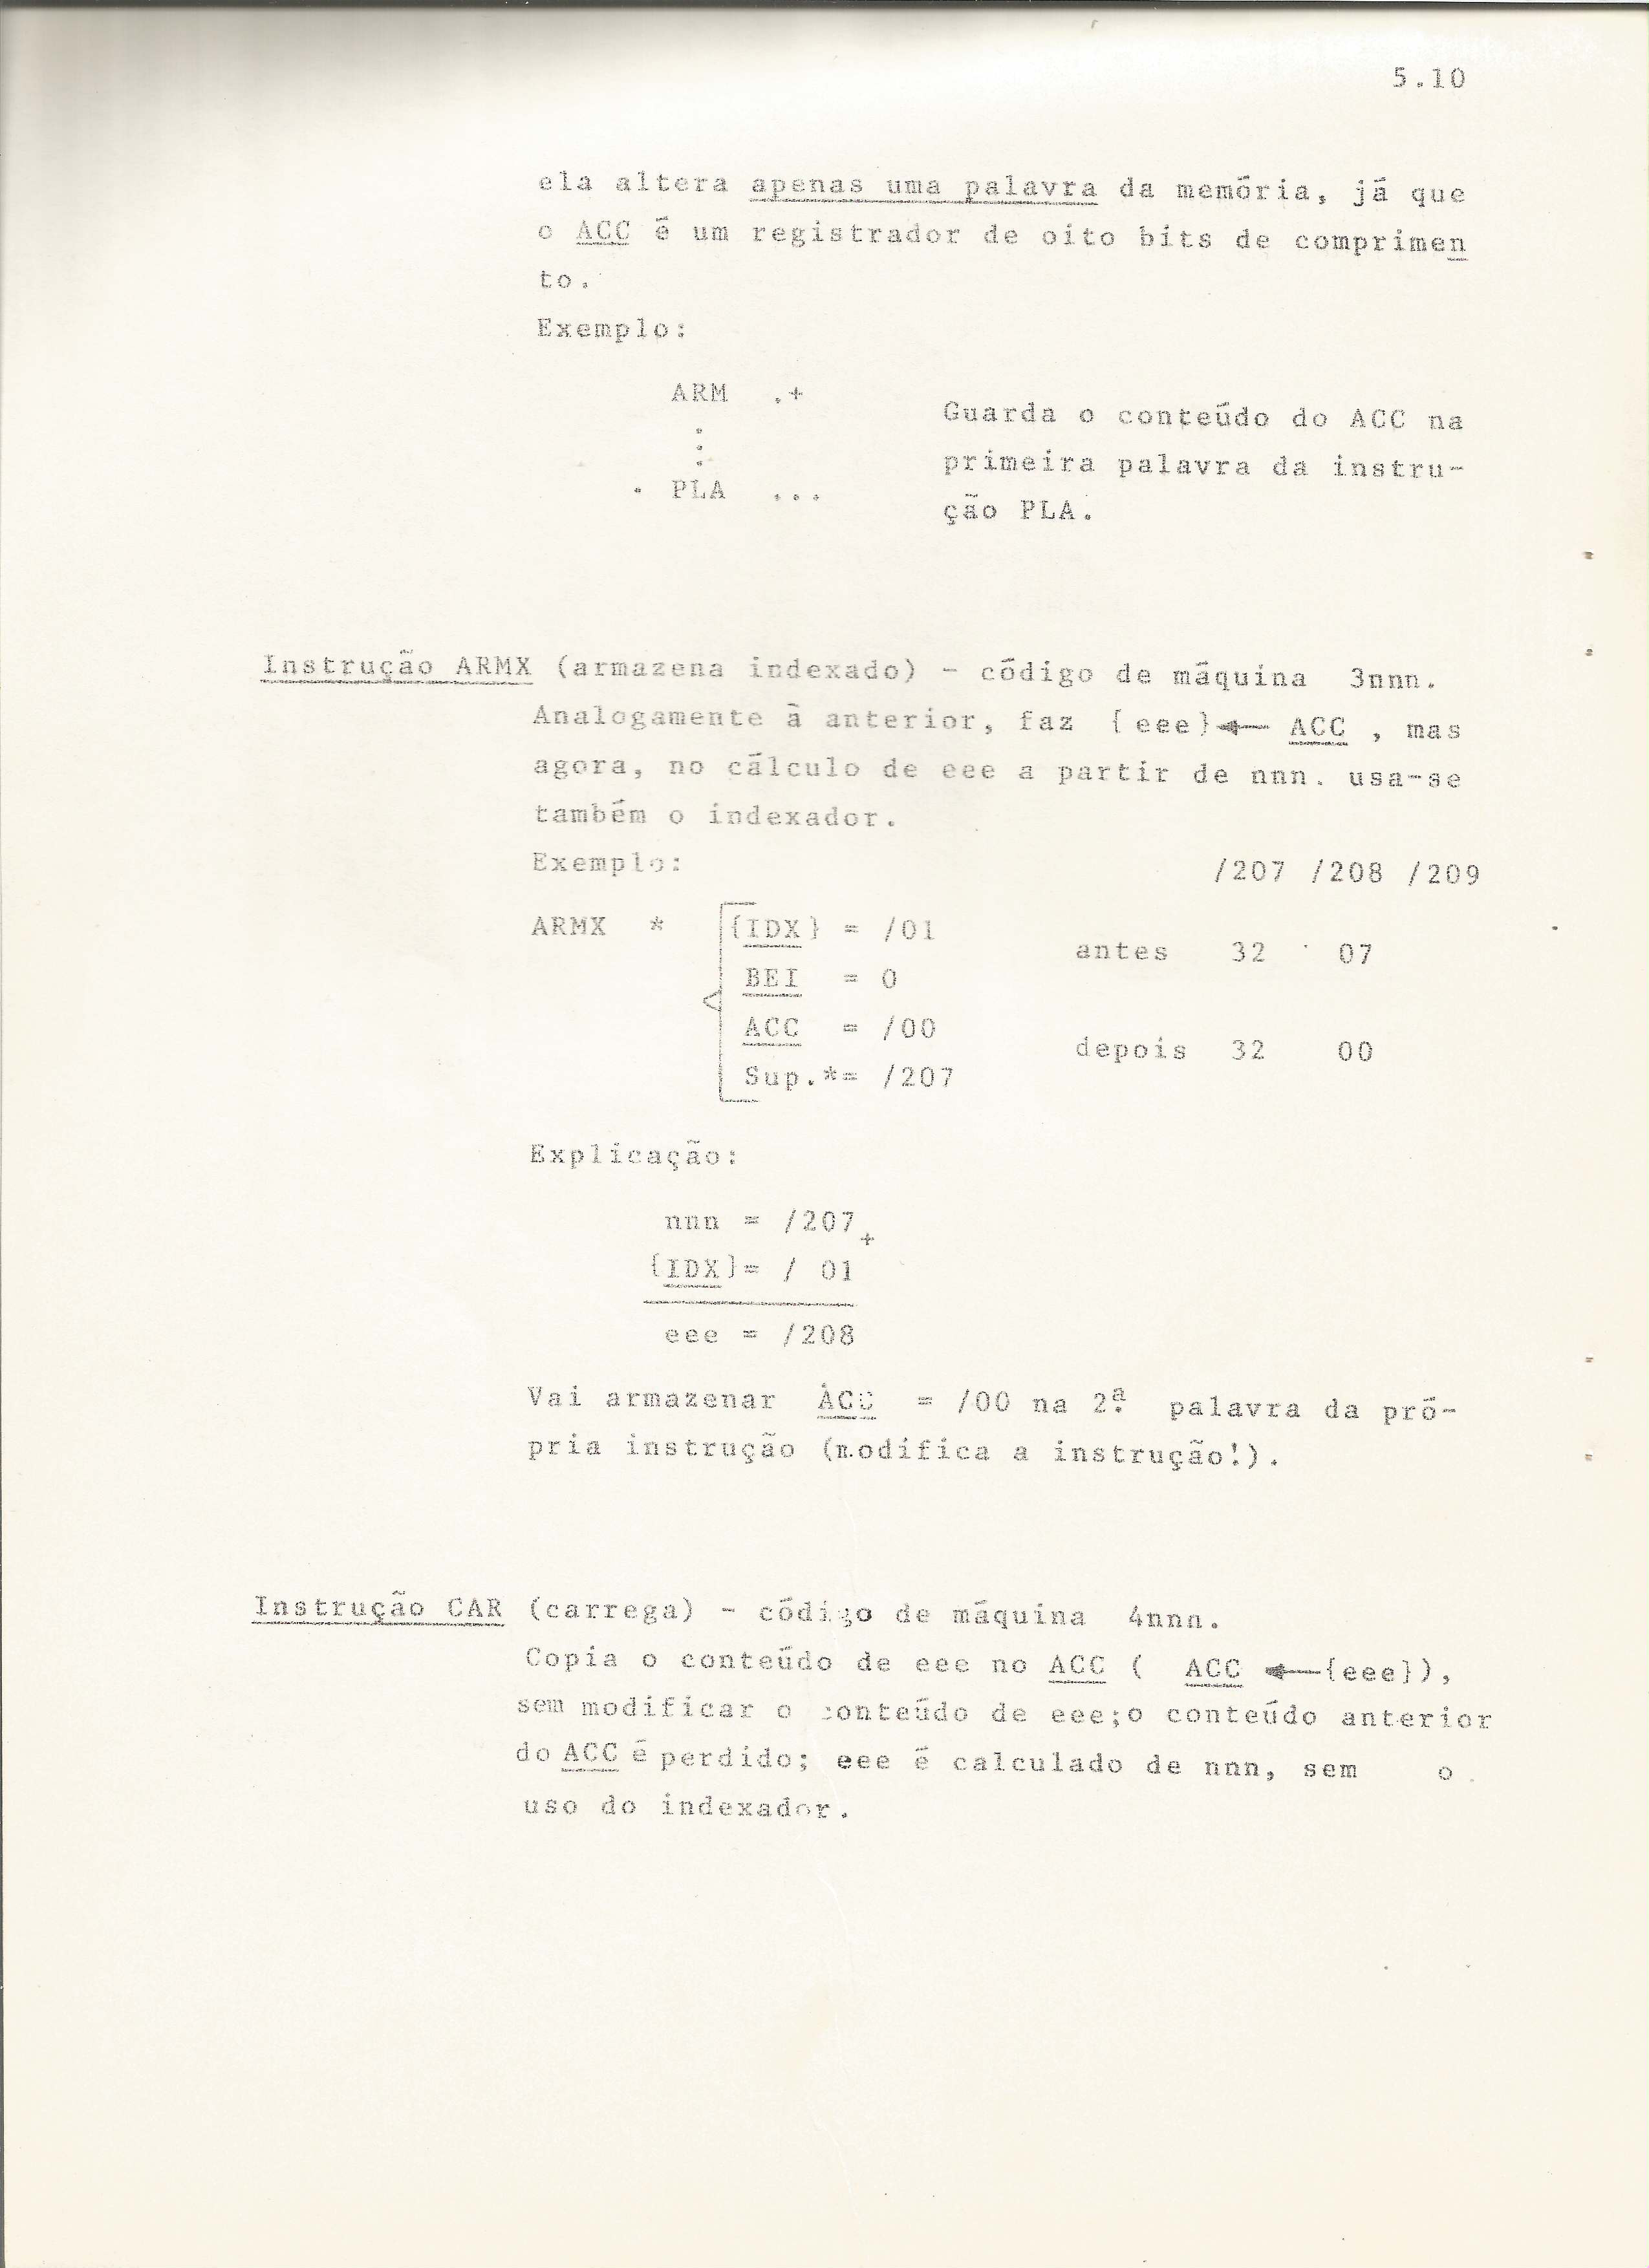 5.10
ela altera apenas uma palavra da memória, já que
o ACC é um registrador de oito bits de comprimen
to.
Exemplo:
ARM .+
:
. PLA ...
Guarda o conteúdo do ACC na
primeira palavra da instru-
ção PLA.
Instrução ARMX (armazena indexado) - código de máquina 3nnn.
Analogamente à anterior, faz {eee}← ACC , mas
agora, no cálculo de eee a partir de nnn. usa-se
também o indexador.
Exemplo:
/207 /208 /209
ARMX * {IDX} = /01
BEI = 0
ACC = /00
Sup.*= /207
antes 32 07
depois 32 00
Explicação:
nnn = /207 +
{IDX}= / 01
eee = /208
Vai armazenar ACC = /00 na 2ª palavra da pró-
pria instrução (modifica a instrução!).
Instrução CAR (carrega) - código de máquina 4nnn.
Copia o conteúdo de eee no ACC ( ACC ←{eee}),
sem modificar o conteúdo de eee;o conteúdo anterior
do ACC é perdido; eee é calculado de nnn, sem o
uso do indexador.